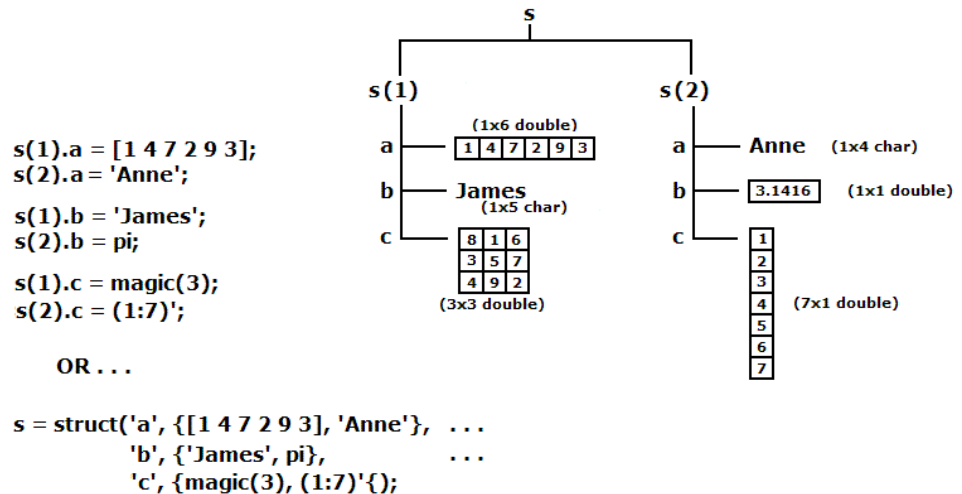 s
s(1)
s(2)
s(1).a = [1 4 7 2 9 3];
s(2).a = 'Anne';
s(1).b = 'James';
s(2).b = pi;
s(1).c = magic(3);
s(2).c = (1:7)';
OR . . .
s = struct('a', {[1 4 7 2 9 3], 'Anne'}, . . .
'b', {'James', pi}, . . .
'c', {magic(3), (1:7)'{);
(1x6 double)
a 1 4 7 2 9 3
b James
(1x5 char)
c 8 1 6
3 5 7
4 9 2
(3x3 double)
a Anne (1x4 char)
b 3.1416 (1x1 double)
c 1
2
3
4 (7x1 double)
5
6
7